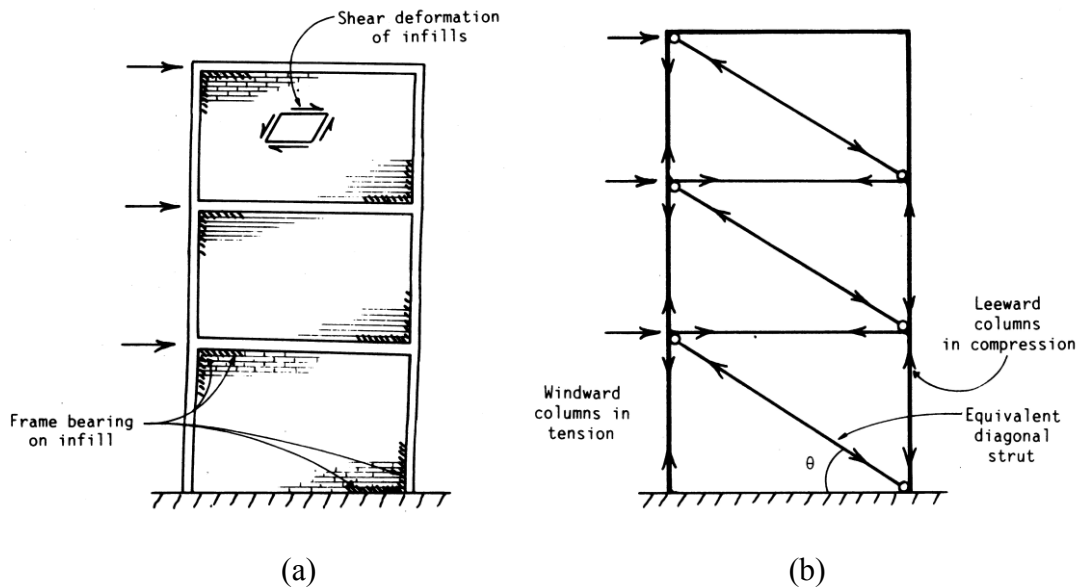 Shear deformation
of infills
Frame bearing
on infill
(a)
Windward
columns in
tension
Leeward
columns
in compression
Equivalent
diagonal
strut
θ
(b)